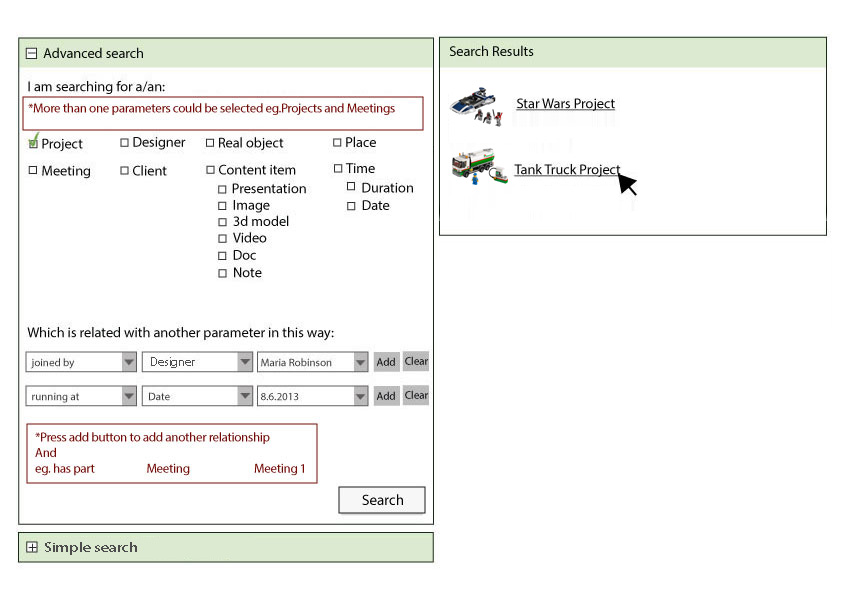 Advanced search
I am searching for a/an:
*More than one parameters could be selected eg.Projects and Meetings
Project Designer Real object Place
Meeting Client Content item Time
Presentation Duration
Image Date
3d model
Video
Doc
Note
Which is related with another parameter in this way:
joined by Designer Maria Robinson Add Clear
running at Date 8.6.2013 Add Clear
*Press add button to add another relationship
And
eg. has part Meeting Meeting 1
Search
Simple search
Search Results
Star Wars Project
Tank Truck Project